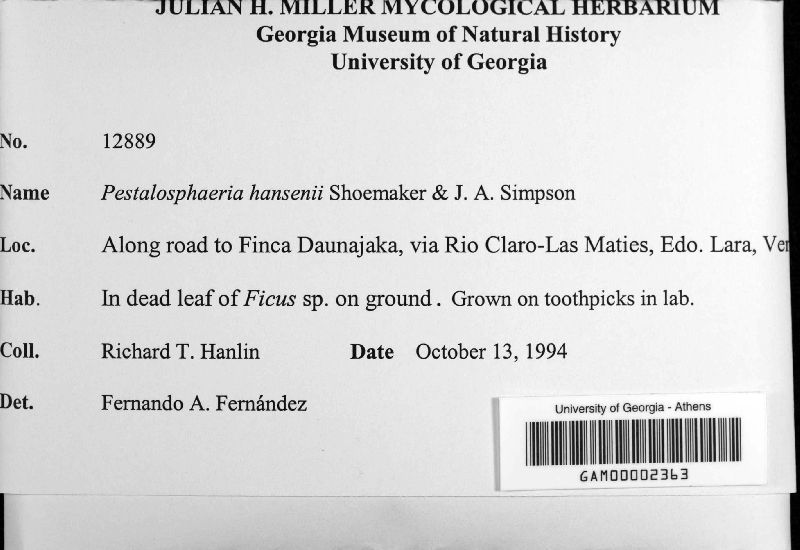 JULIAN H. MILLER MYCOLOGICAL HERBARIUM
Georgia Museum of Natural History
University of Georgia
No. 12889
Name Pestalosphaeria hansenii Shoemaker & J. A. Simpson
Loc. Along road to Finca Daunajaka, via Rio Claro-Las Maties, Edo. Lara, Ven
Hab. In dead leaf of Ficus sp. on ground. Grown on toothpicks in lab.
Coll. Richard T. Hanlin Date October 13, 1994
Det. Fernando A. Fernández
University of Georgia - Athens
GAM00002363